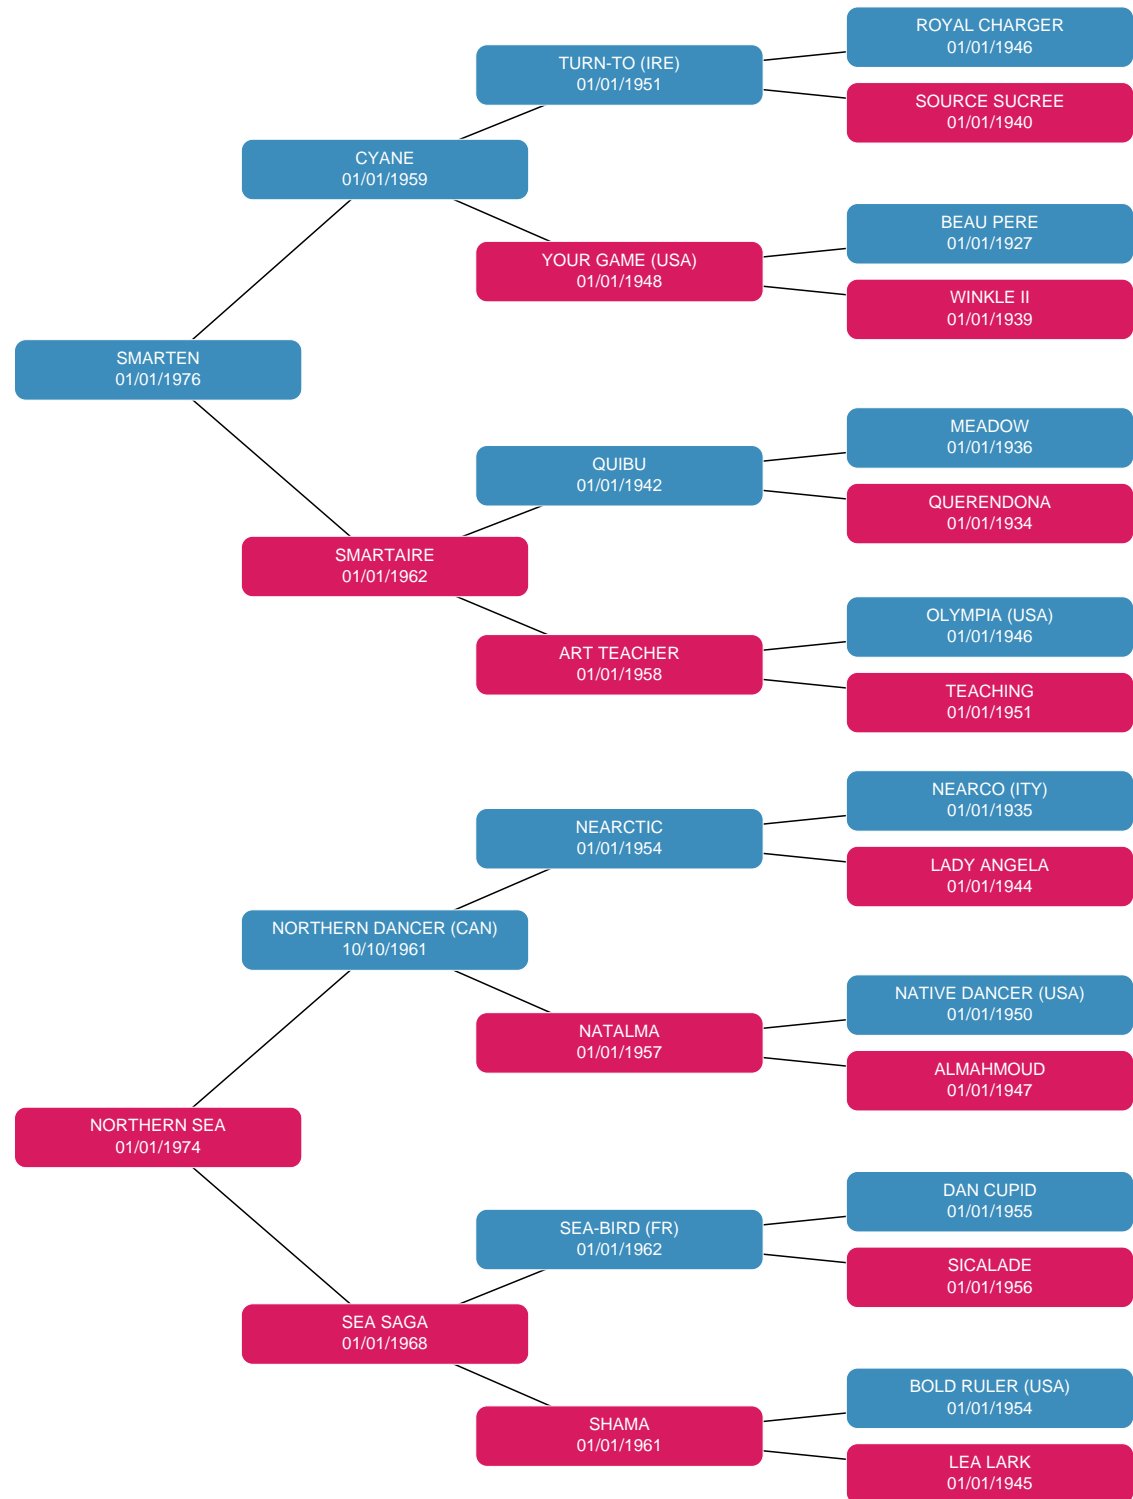 ROYAL CHARGER
01/01/1946
TURN-TO (IRE)
01/01/1951
SOURCE SUCREE
01/01/1940
CYANE
01/01/1959
BEAU PERE
01/01/1927
YOUR GAME (USA)
01/01/1948
WINKLE II
01/01/1939
SMARTEN
01/01/1976
MEADOW
01/01/1936
QUIBU
01/01/1942
QUERENDONA
01/01/1934
SMARTAIRE
01/01/1962
OLYMPIA (USA)
01/01/1946
ART TEACHER
01/01/1958
TEACHING
01/01/1951
NEARCO (ITY)
01/01/1935
NEARCTIC
01/01/1954
LADY ANGELA
01/01/1944
NORTHERN DANCER (CAN)
10/10/1961
NATIVE DANCER (USA)
01/01/1950
NATALMA
01/01/1957
ALMAHMOUD
01/01/1947
NORTHERN SEA
01/01/1974
DAN CUPID
01/01/1955
SEA-BIRD (FR)
01/01/1962
SICALADE
01/01/1956
SEA SAGA
01/01/1968
BOLD RULER (USA)
01/01/1954
SHAMA
01/01/1961
LEA LARK
01/01/1945